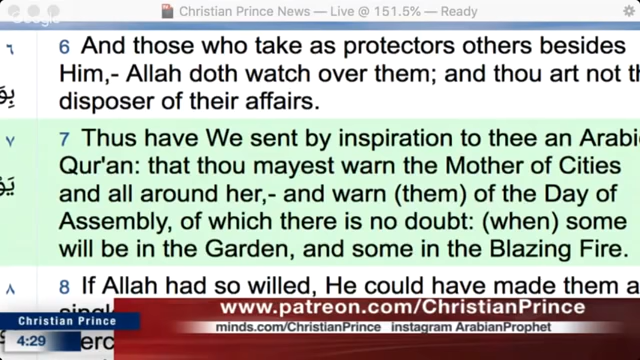 Christian Prince News — Live @ 151.5% — Ready
Google
٦
6 And those who take as protectors others besides
Him,- Allah doth watch over them; and thou art not th
disposer of their affairs.
٧
7 Thus have We sent by inspiration to thee an Arabi
Qur'an: that thou mayest warn the Mother of Cities
and all around her,- and warn (them) of the Day of
Assembly, of which there is no doubt: (when) some
will be in the Garden, and some in the Blazing Fire.
٨
8 If Allah had so willed, He could have made them a
www.patreon.com/ChristianPrince
minds.com/ChristianPrince instagram ArabianProphet
Christian Prince
4:29